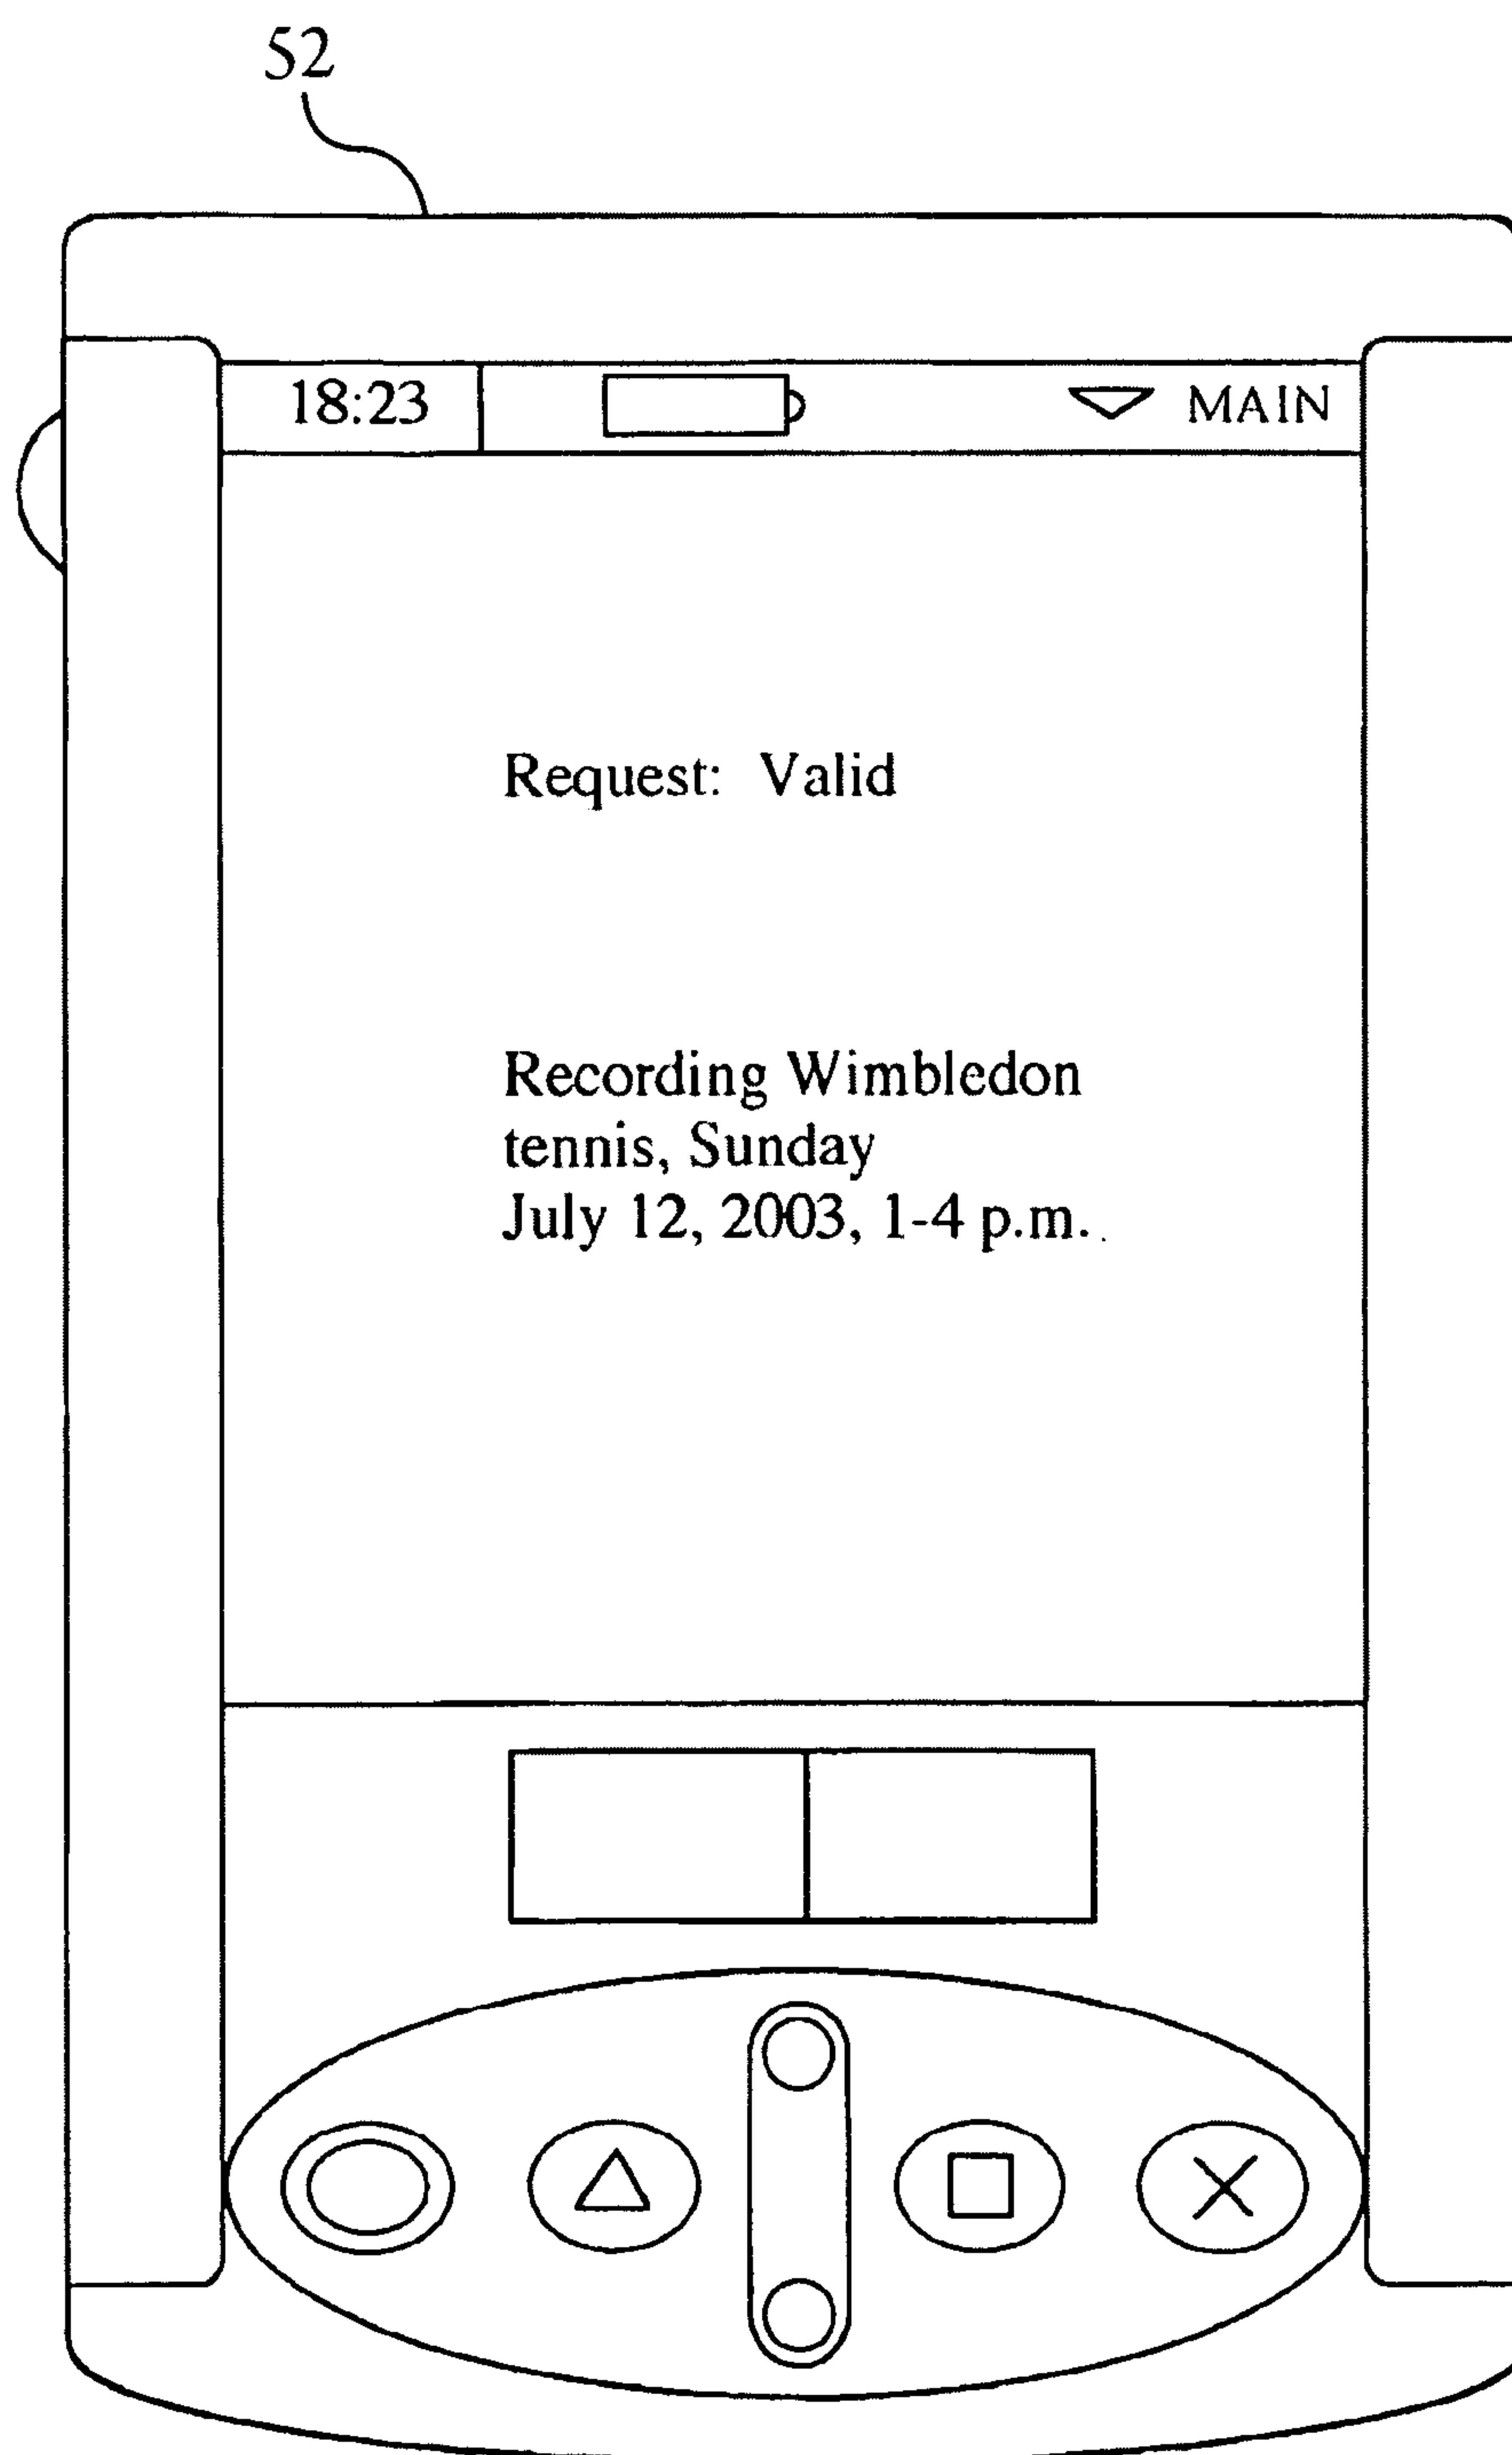 52
18:23 MAIN
Request: Valid
Recording Wimbledon
tennis, Sunday
July 12, 2003, 1-4 p.m.